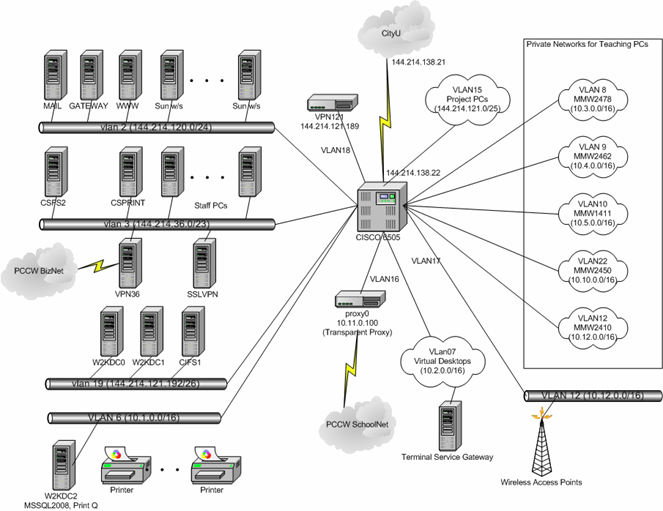 CityU
144.214.138.21
Private Networks for Teaching PCs
MAIL
GATEWAY
WWW
Sun w/s
Sun w/s
vlan 2 (144.214.120.0/24)
VPN121
144.214.121.189
VLAN18
VLAN15
Project PCs
(144.214.121.0/25)
VLAN 8
MMW2478
(10.3.0.0/16)
VLAN 9
MMW2462
(10.4.0.0/16)
VLAN10
MMW1411
(10.5.0.0/16)
VLAN22
MMW2450
(10.10.0.0/16)
VLAN12
MMW2410
(10.12.0.0/16)
144.214.138.22
CISCO 6505
CSFS2
CSPRINT
Staff PCs
vlan 3 (144.214.36.0/23)
PCCW BizNet
VPN36
SSLVPN
VLAN17
VLAN16
proxy0
10.11.0.100
(Transparent Proxy)
W2KDC0
W2KDC1
CIFS1
vlan 19 (144.214.121.192/26)
VLan07
Virtual Desktops
(10.2.0.0/16)
VLAN 12 (10.12.0.0/16)
VLAN 6 (10.1.0.0/16)
PCCW SchoolNet
Terminal Service Gateway
Wireless Access Points
W2KDC2
MSSQL2008, Print Q
Printer
Printer